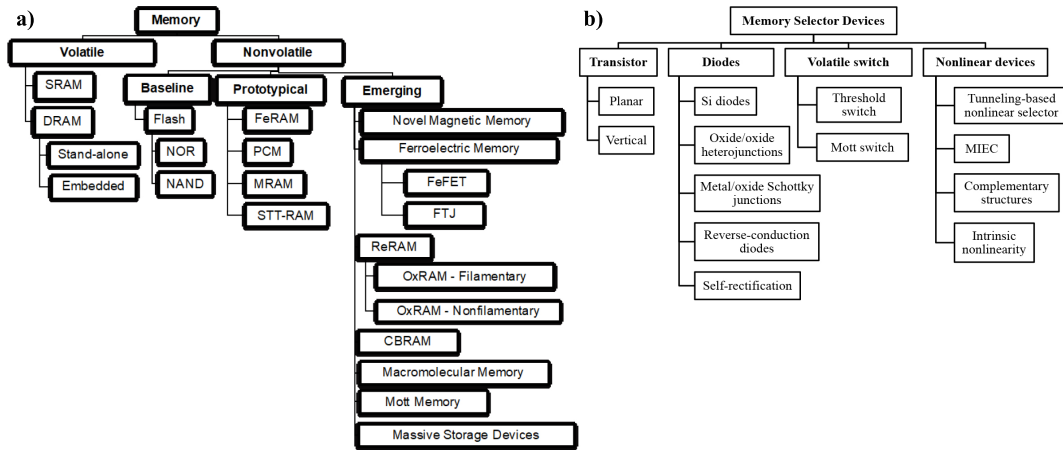 a)
Memory
Volatile
Nonvolatile
SRAM
DRAM
Stand-alone
Embedded
Baseline
Flash
NOR
NAND
Prototypical
FeRAM
PCM
MRAM
STT-RAM
Emerging
Novel Magnetic Memory
Ferroelectric Memory
FeFET
FTJ
ReRAM
OxRAM - Filamentary
OxRAM - Nonfilamentary
CBRAM
Macromolecular Memory
Mott Memory
Massive Storage Devices
b)
Memory Selector Devices
Transistor
Planar
Vertical
Diodes
Si diodes
Oxide/oxide
heterojunctions
Metal/oxide Schottky
junctions
Reverse-conduction
diodes
Self-rectification
Volatile switch
Threshold
switch
Mott switch
Nonlinear devices
Tunneling-based
nonlinear selector
MIEC
Complementary
structures
Intrinsic
nonlinearity